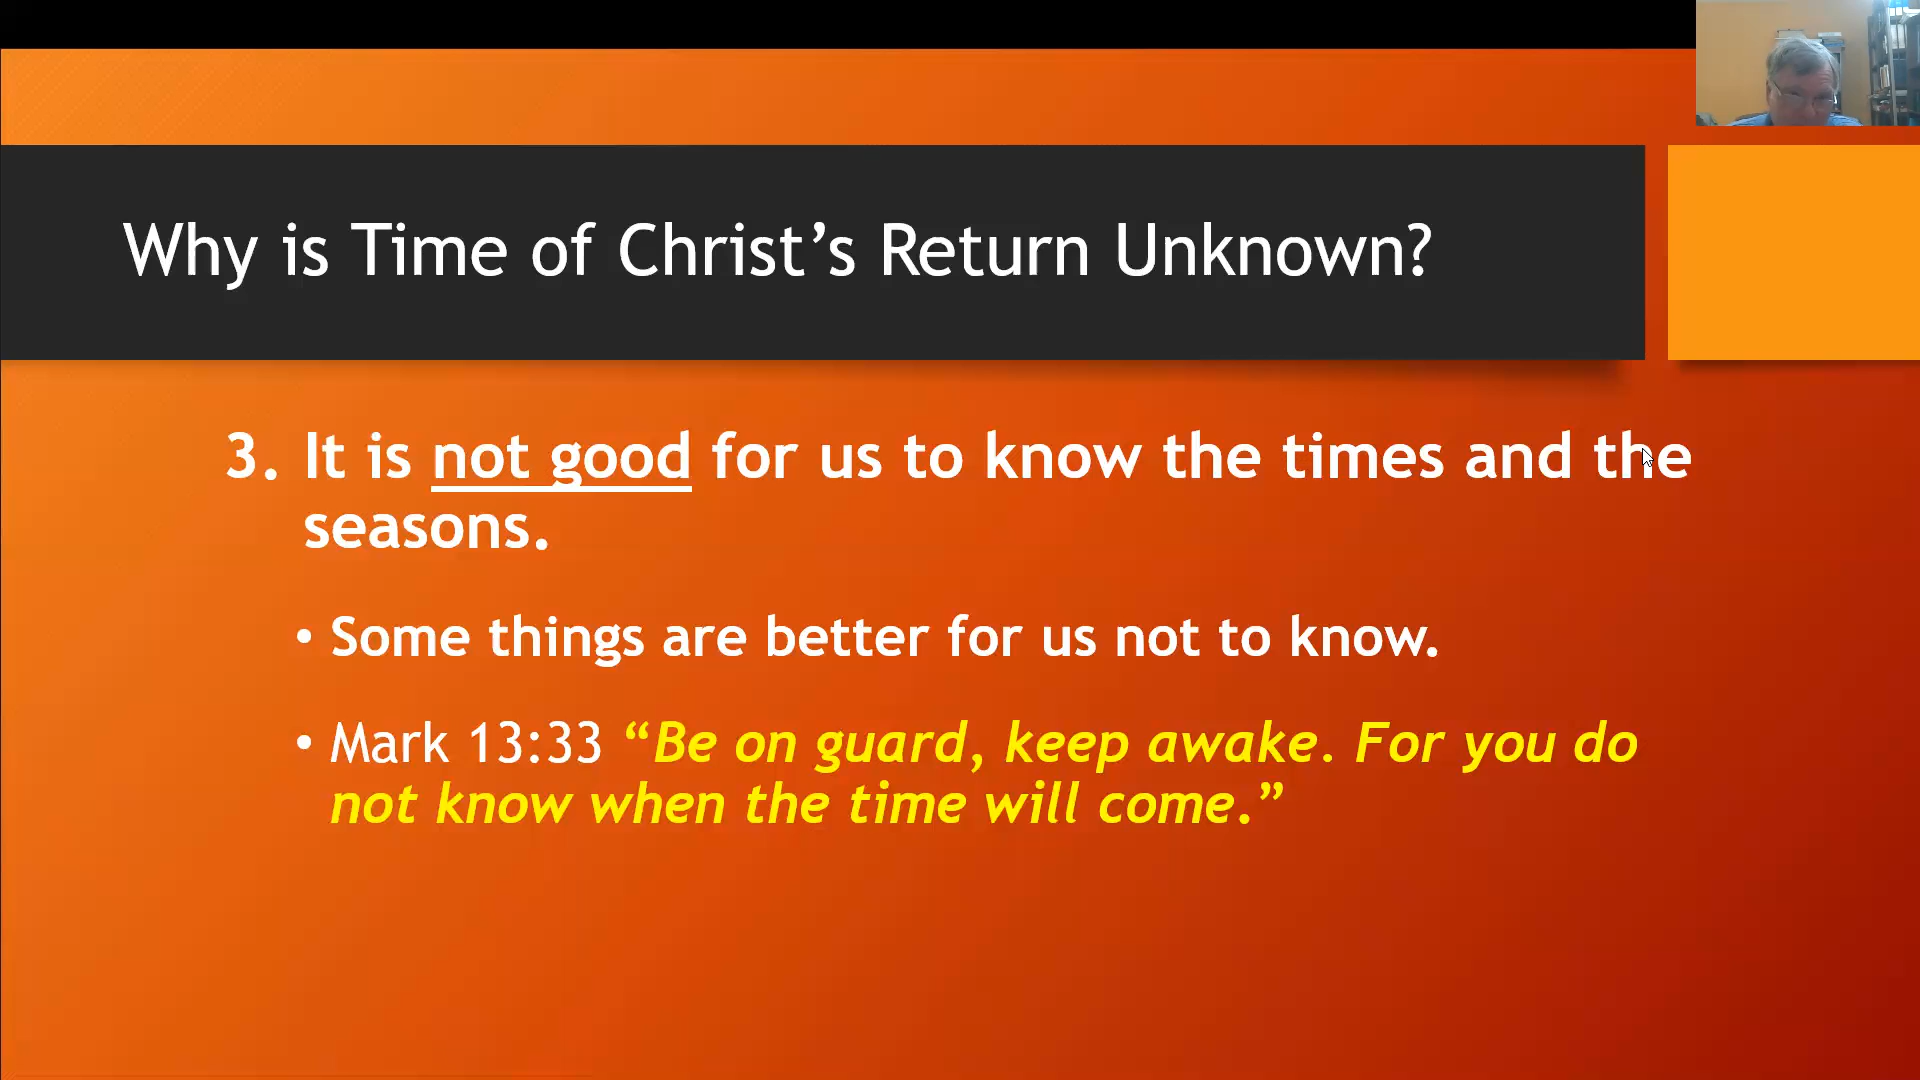 Why is Time of Christ’s Return Unknown?
3. It is not good for us to know the times and the
seasons.
• Some things are better for us not to know.
• Mark 13:33 “Be on guard, keep awake. For you do
not know when the time will come.”